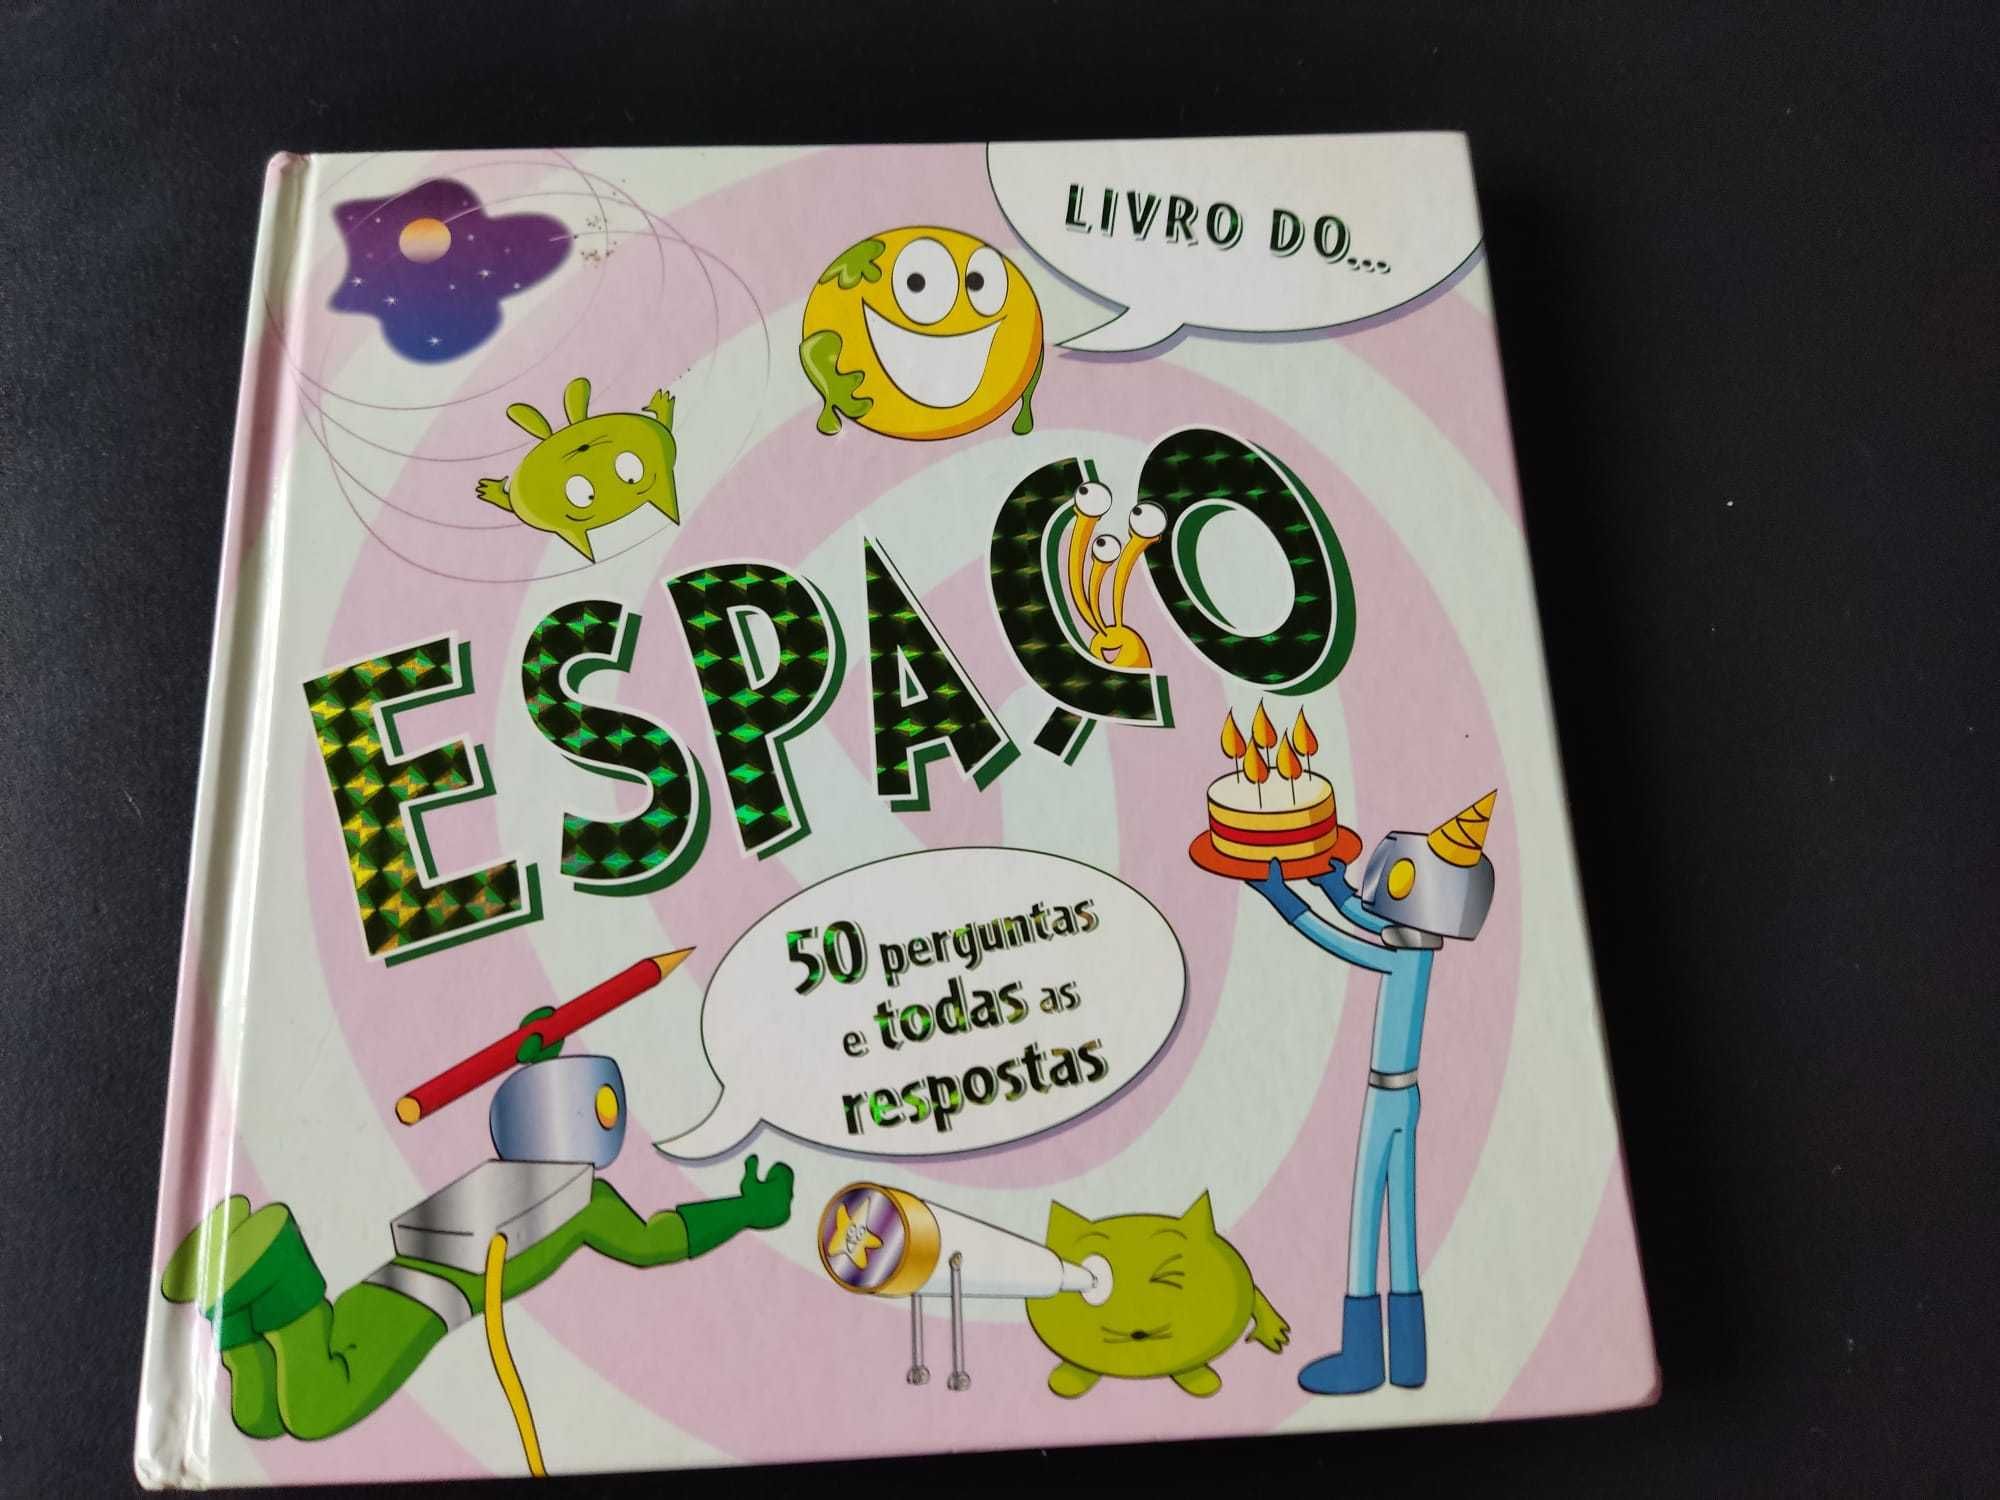 LIVRO DO...
ESPAÇO
50 perguntas
e todas as
respostas